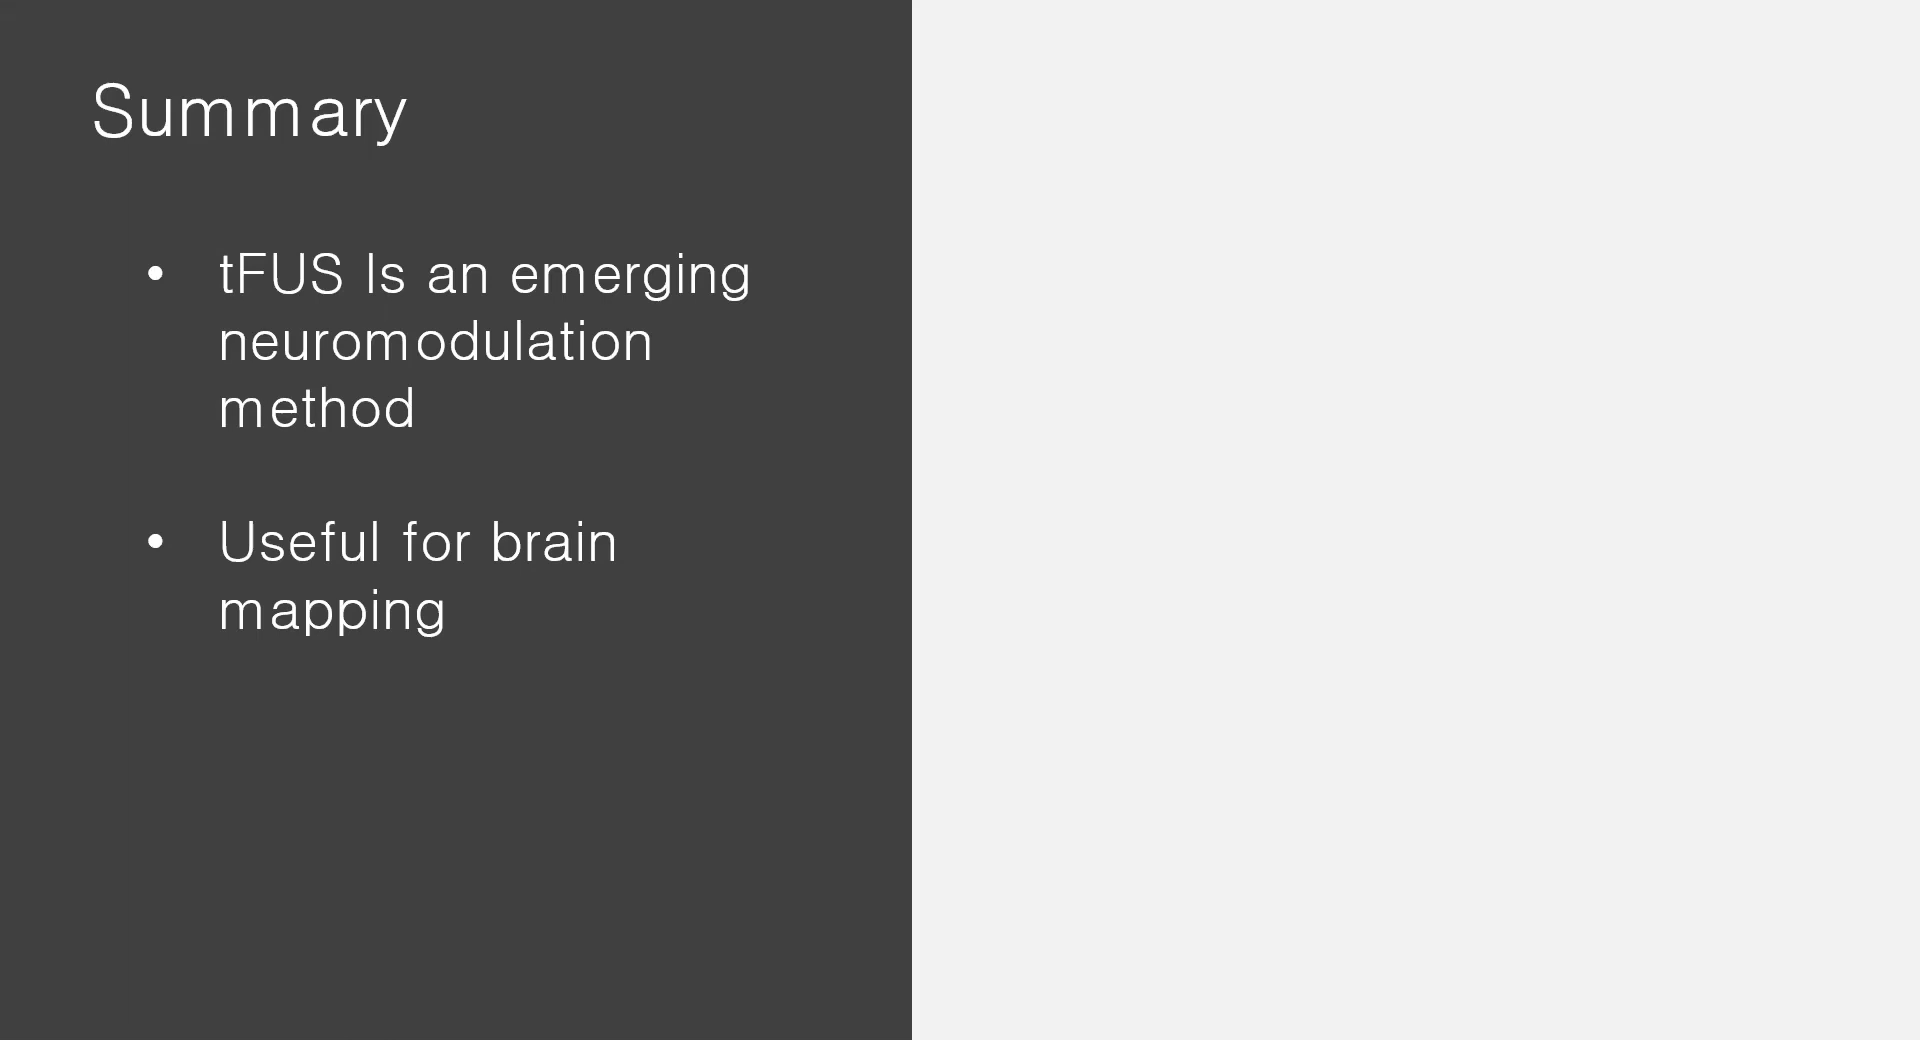 Summary
• tFUS Is an emerging
neuromodulation
method
• Useful for brain
mapping